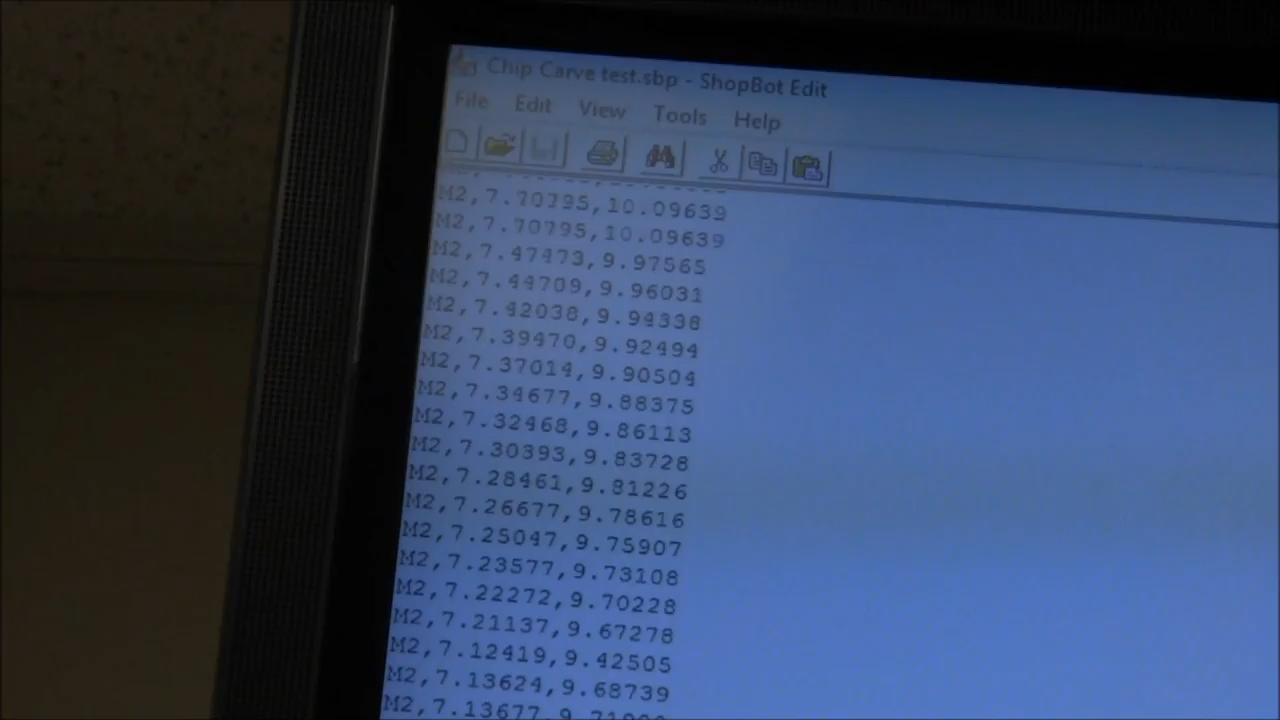 Chip Carve test.sbp - ShopBot Edit
File Edit View Tools Help
M2,7.70795,10.09639
M2,7.70795,10.09639
M2,7.47473,9.97565
M2,7.44709,9.96031
M2,7.42038,9.94338
M2,7.39470,9.92494
M2,7.37014,9.90504
M2,7.34677,9.88375
M2,7.32468,9.86113
M2,7.30393,9.83728
M2,7.28461,9.81226
M2,7.26677,9.78616
M2,7.25047,9.75907
M2,7.23577,9.73108
M2,7.22272,9.70228
M2,7.21137,9.67278
M2,7.12419,9.42505
M2,7.13624,9.68739